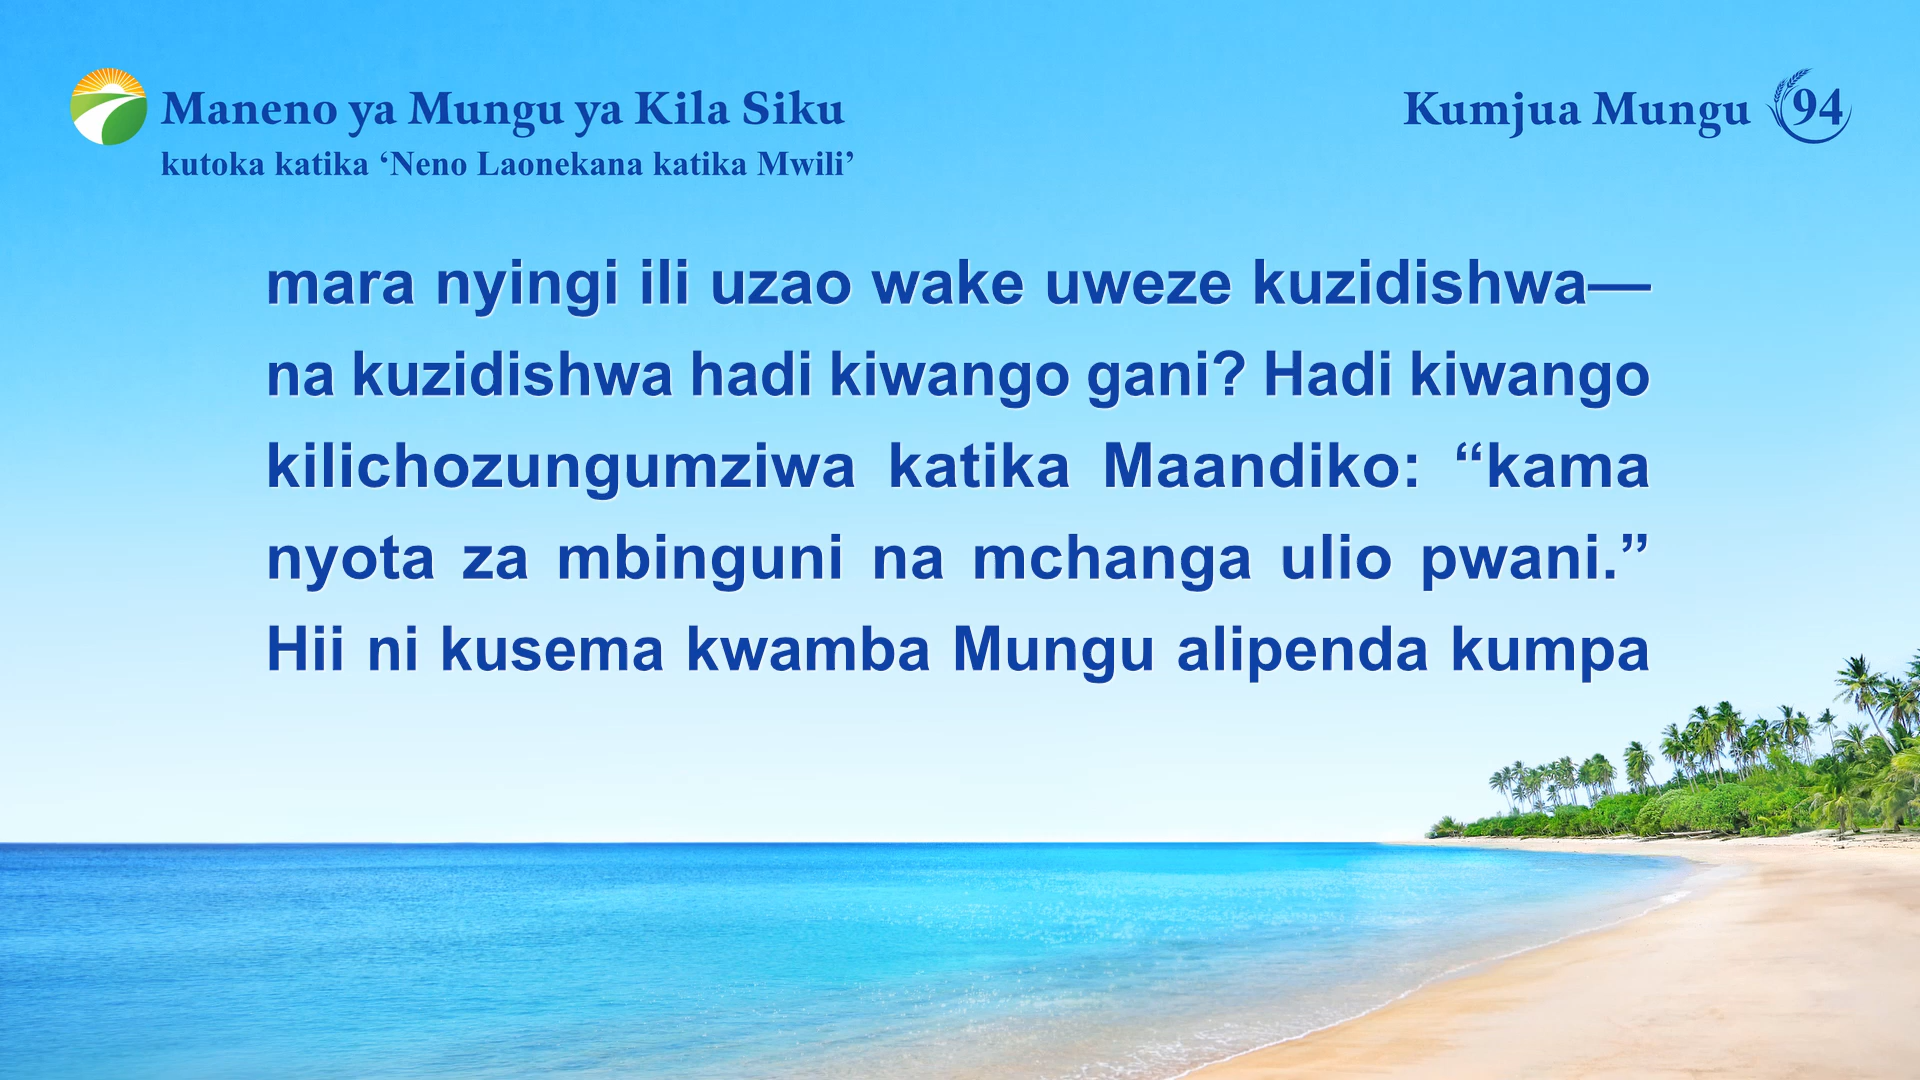 Maneno ya Mungu ya Kila Siku
kutoka katika ‘Neno Laonekana katika Mwili’
Kumjua Mungu 94
mara nyingi ili uzao wake uweze kuzidishwa—
na kuzidishwa hadi kiwango gani? Hadi kiwango
kilichozungumziwa katika Maandiko: “kama
nyota za mbinguni na mchanga ulio pwani.”
Hii ni kusema kwamba Mungu alipenda kumpa